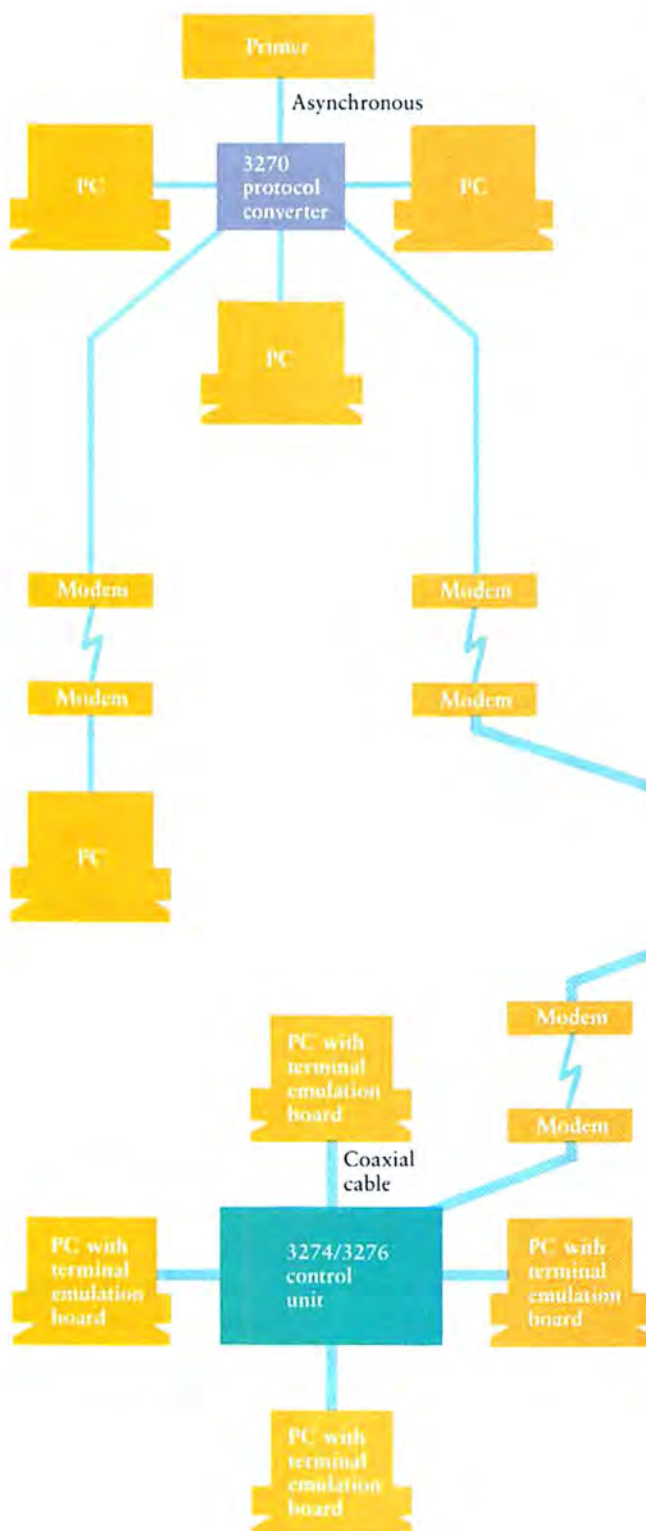 Printer
Asynchronous
PC
3270
protocol
converter
PC
PC
Modem
Modem
Modem
Modem
PC
Modem
PC with
terminal
emulation
board
Modem
Coaxial
cable
PC with
terminal
emulation
board
3274/3276
control
unit
PC with
terminal
emulation
board
PC with
terminal
emulation
board